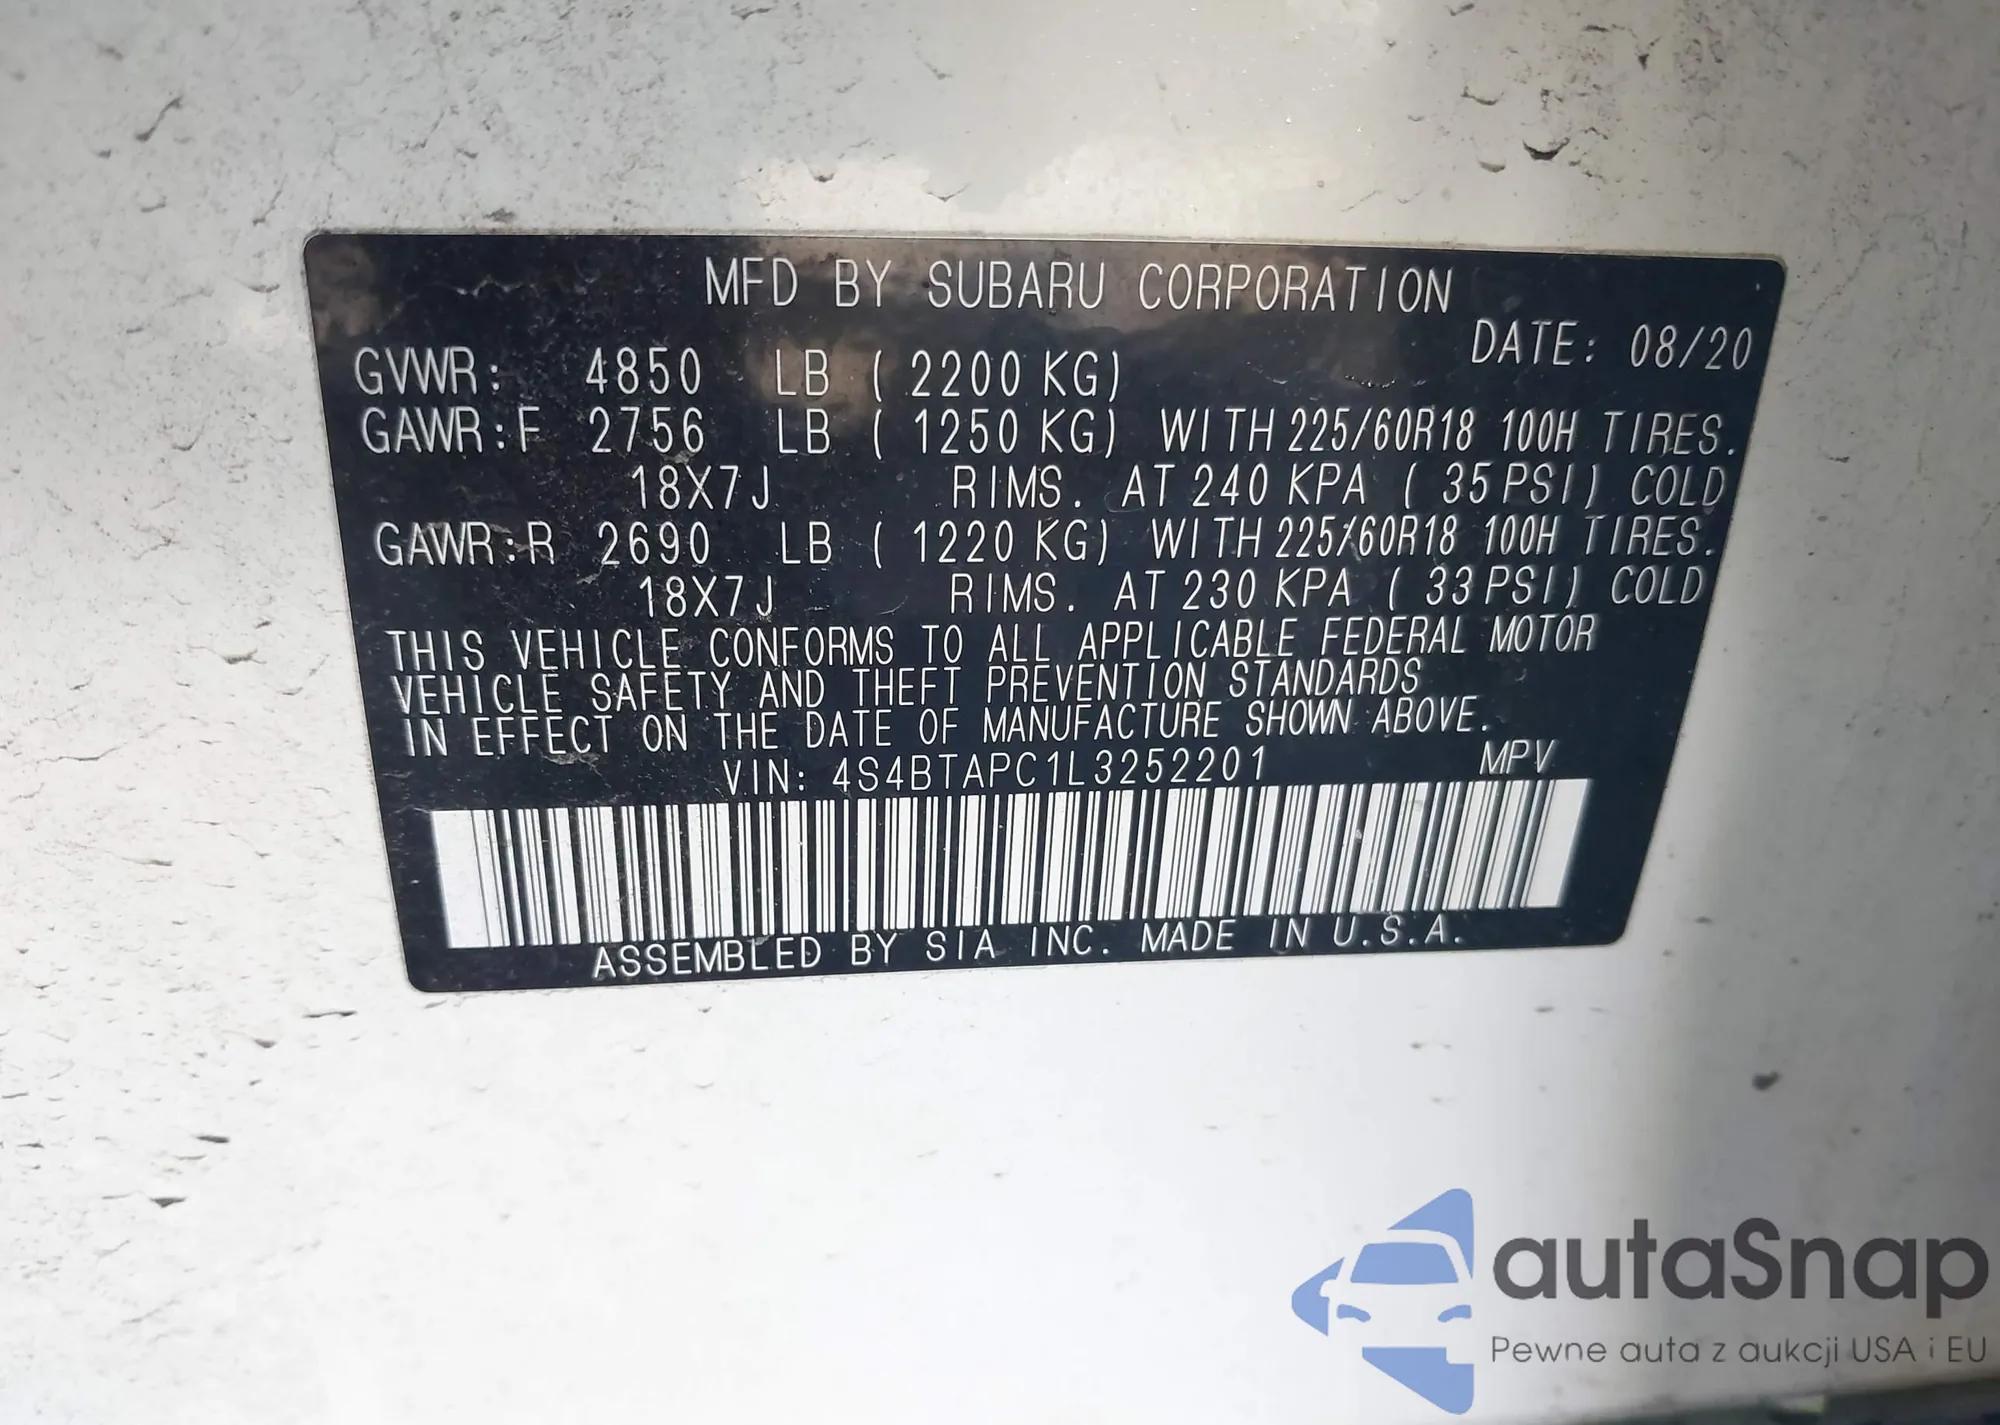 MFD BY SUBARU CORPORATION
DATE: 08/20
GVWR: 4850 LB ( 2200 KG)
GAWR:F 2756 LB ( 1250 KG) WITH 225/60R18 100H TIRES.
18X7J RIMS. AT 240 KPA ( 35 PSI) COLD
GAWR:R 2690 LB ( 1220 KG) WITH 225/60R18 100H TIRES.
18X7J RIMS. AT 230 KPA ( 33 PSI) COLD
THIS VEHICLE CONFORMS TO ALL APPLICABLE FEDERAL MOTOR
VEHICLE SAFETY AND THEFT PREVENTION STANDARDS
IN EFFECT ON THE DATE OF MANUFACTURE SHOWN ABOVE.
VIN: 4S4BTAPC1L3252201 MPV
ASSEMBLED BY SIA INC. MADE IN U.S.A.
autaSnap
Pewne auta z aukcji USA i EU